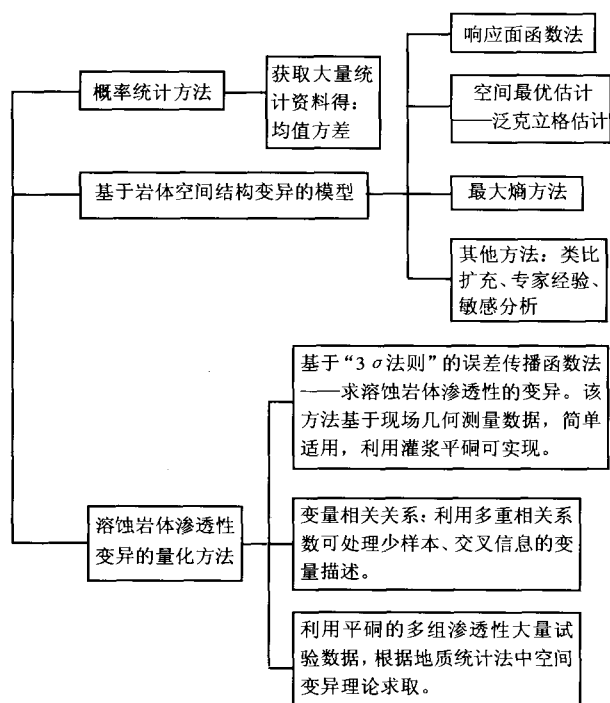 概率统计方法
获取大量统
计资料得：
均值方差
基于岩体空间结构变异的模型
响应面函数法
空间最优估计
——泛克立格估计
最大熵方法
其他方法：类比
扩充、专家经验、
敏感分析
溶蚀岩体渗透性
变异的量化方法
基于“3σ法则”的误差传播函数法
——求溶蚀岩体渗透性的变异。该
方法基于现场几何测量数据，简单
适用，利用灌浆平硐可实现。
变量相关关系：利用多重相关系
数可处理少样本、交叉信息的变
量描述。
利用平硐的多组渗透性大量试
验数据，根据地质统计法中空间
变异理论求取。